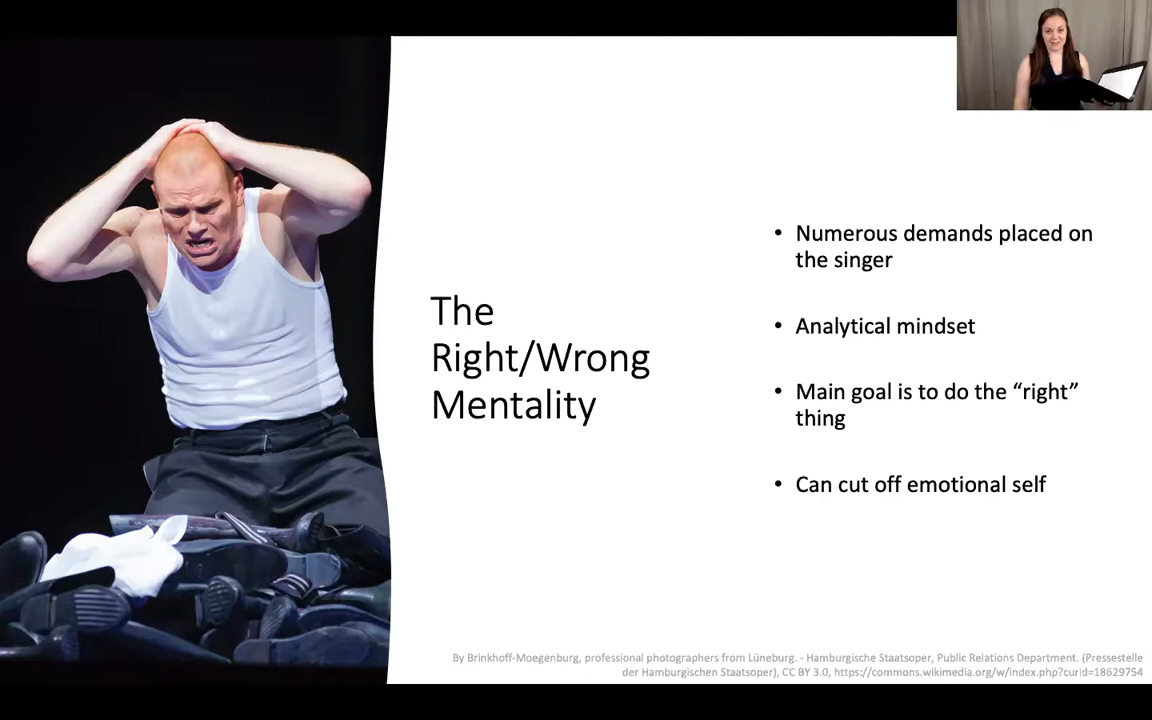 The
Right/Wrong
Mentality
• Numerous demands placed on
the singer
• Analytical mindset
• Main goal is to do the “right”
thing
• Can cut off emotional self
By Brinkhoff-Moegenburg, professional photographers from Lüneburg. - Hamburgische Staatsoper, Public Relations Department. (Pressestelle
der Hamburgischen Staatsoper), CC BY 3.0, https://commons.wikimedia.org/w/index.php?curid=18629754